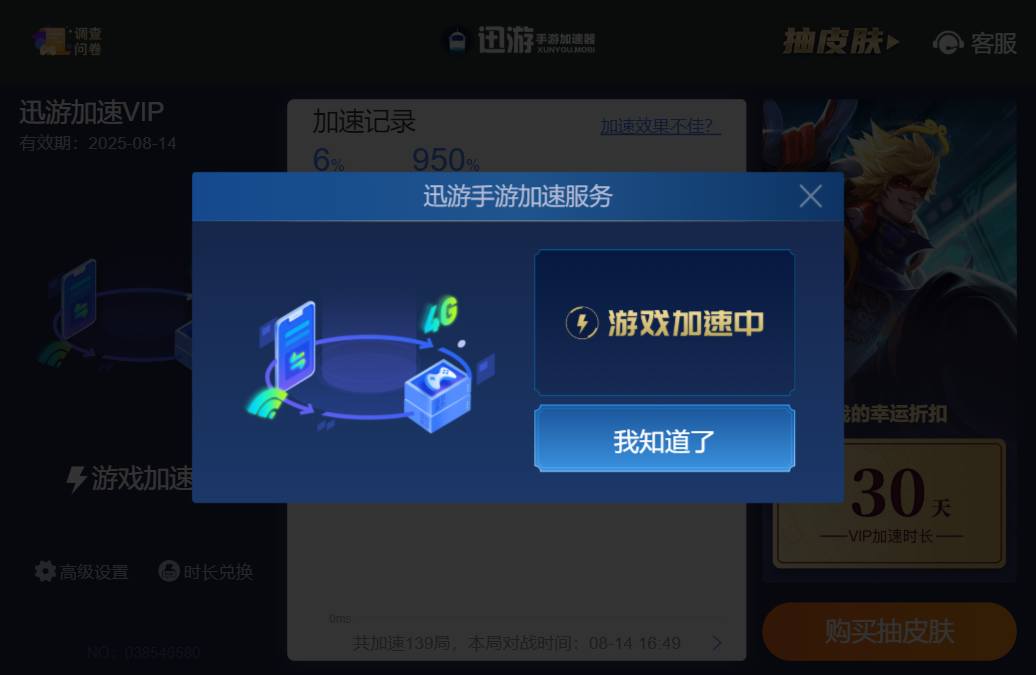 调查
问卷
迅游 手游加速器
XUNYOU.MOBI
抽皮肤
客服
迅游加速VIP
有效期：2025-08-14
加速记录
加速效果不佳？
6%
950%
迅游手游加速服务
4G
游戏加速中
我知道了
游戏加速
的幸运折扣
30天
VIP加速时长
高级设置
时长兑换
0ms
共加速139局，本局对战时间：08-14 16:49
购买抽皮肤
NO：038546580